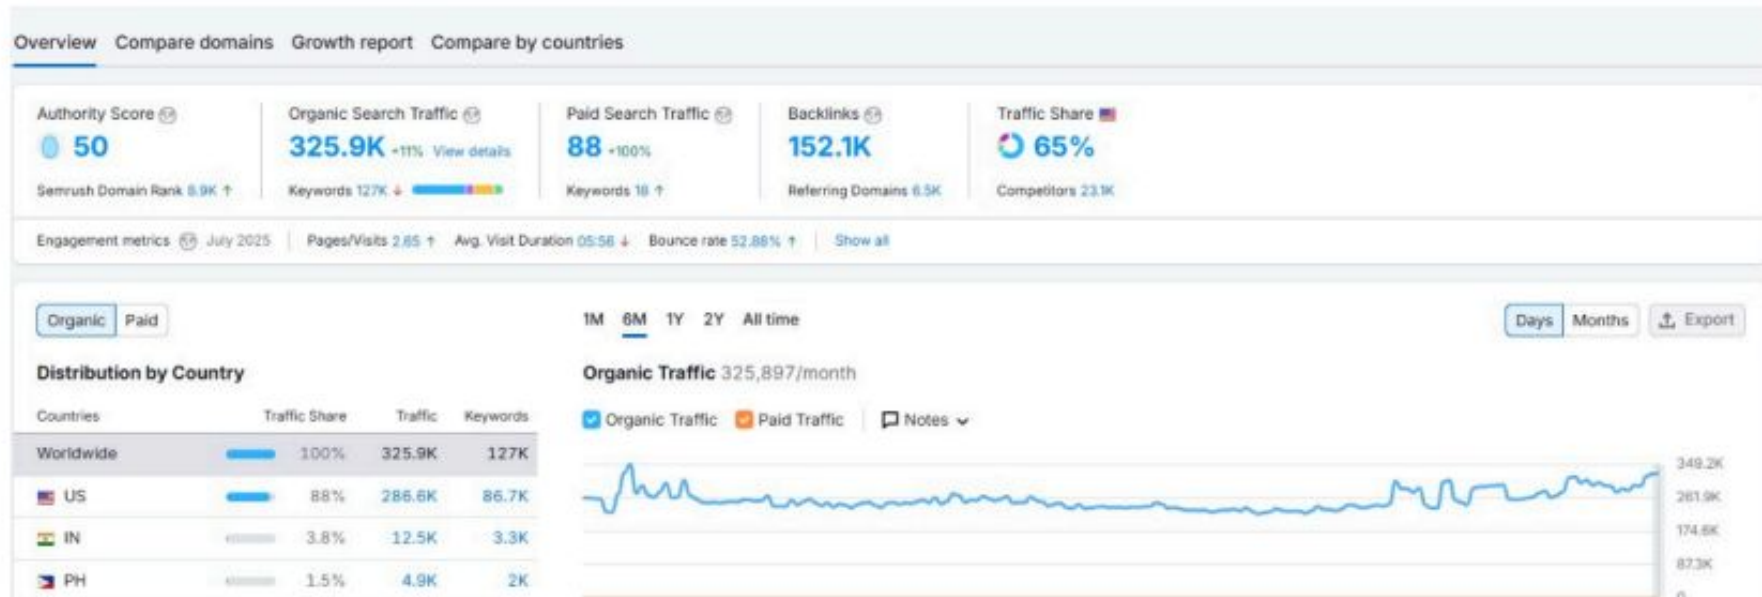 Overview Compare domains Growth report Compare by countries
Authority Score Organic Search Traffic Paid Search Traffic Backlinks Traffic Share
50 325.9K +11% View details 88 +100% 152.1K 65%
Semrush Domain Rank 8.9K ↑ Keywords 127K ↓ Keywords 18 ↑ Referring Domains 6.5K Competitors 23.1K
Engagement metrics July 2025 Pages/Visits 2.65 ↑ Avg. Visit Duration 05:56 ↓ Bounce rate 52.88% ↑ Show all
Organic Paid 1M 6M 1Y 2Y All time Days Months Export
Distribution by Country Organic Traffic 325,897/month
Countries Traffic Share Traffic Keywords Organic Traffic Paid Traffic Notes
Worldwide 100% 325.9K 127K
349.2K
US 88% 286.6K 86.7K 261.9K
174.6K
IN 3.8% 12.5K 3.3K
87.3K
PH 1.5% 4.9K 2K
0